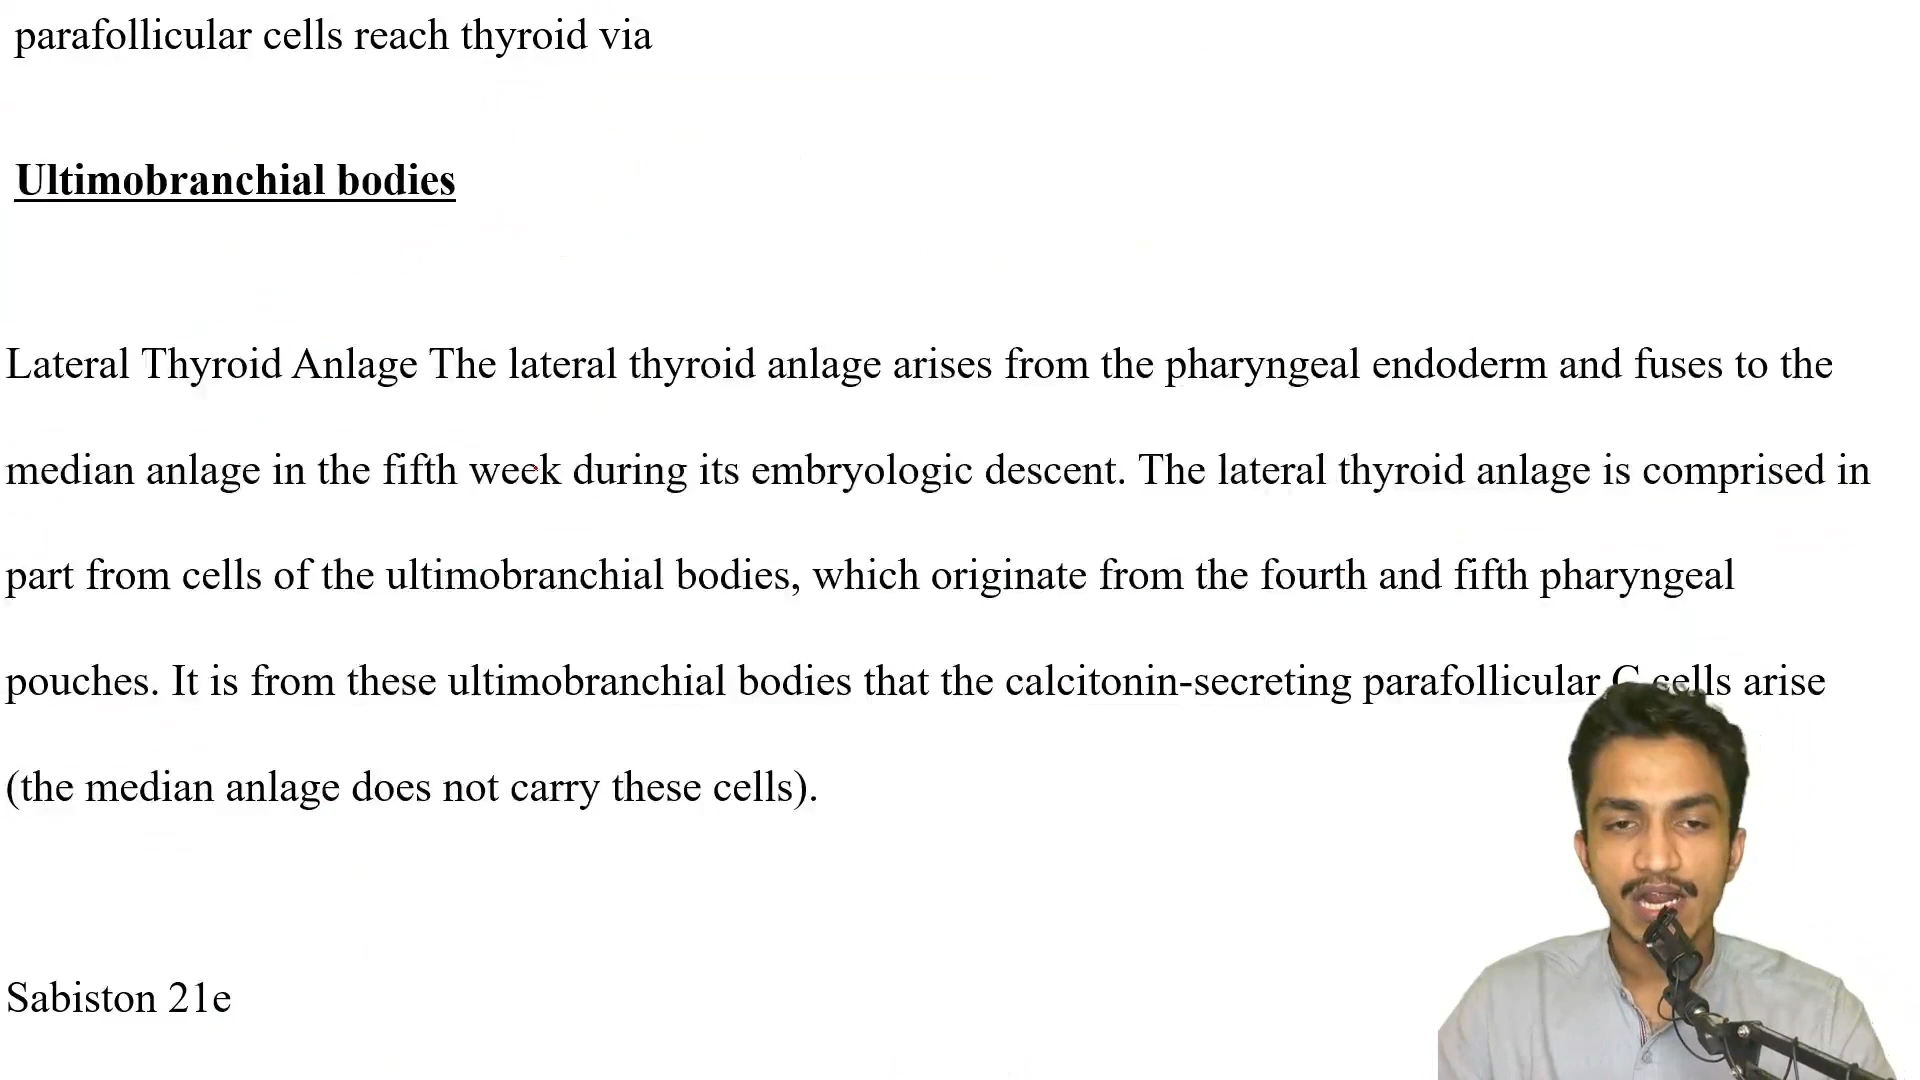 parafollicular cells reach thyroid via
Ultimobranchial bodies
Lateral Thyroid Anlage The lateral thyroid anlage arises from the pharyngeal endoderm and fuses to the
median anlage in the fifth week during its embryologic descent. The lateral thyroid anlage is comprised in
part from cells of the ultimobranchial bodies, which originate from the fourth and fifth pharyngeal
pouches. It is from these ultimobranchial bodies that the calcitonin-secreting parafollicular C cells arise
(the median anlage does not carry these cells).
Sabiston 21e